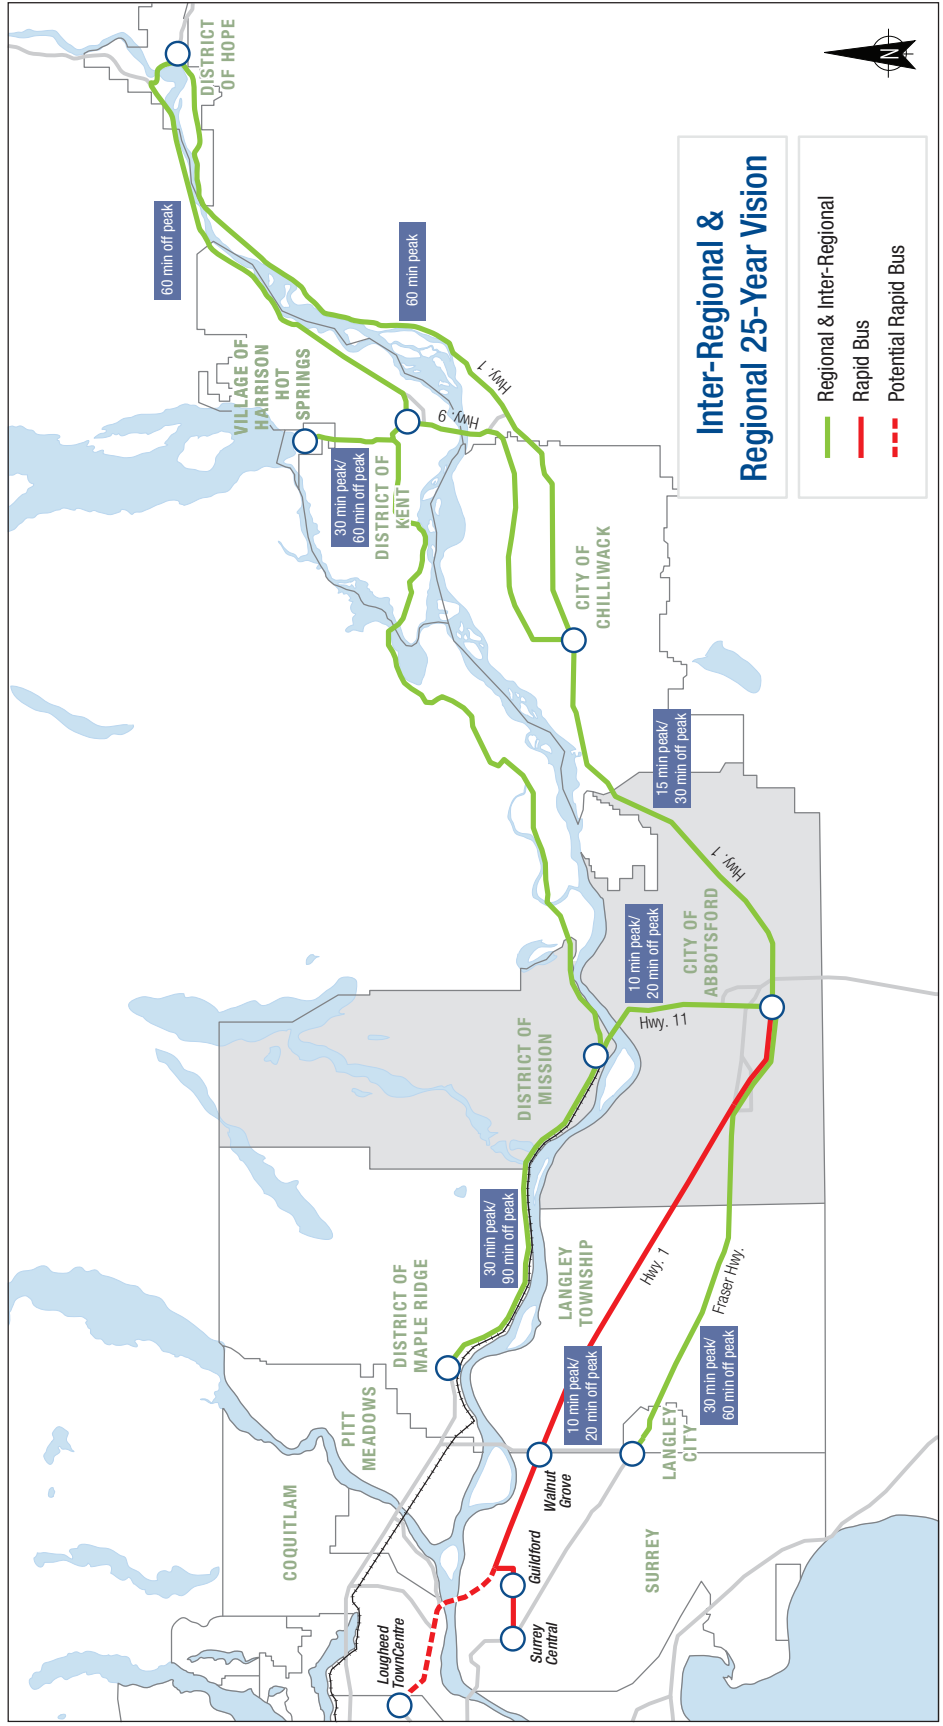 Inter-Regional &
Regional 25-Year Vision
Regional & Inter-Regional
Rapid Bus
Potential Rapid Bus
N
DISTRICT
OF HOPE
60 min off peak
60 min peak
VILLAGE OF
HARRISON
HOT
SPRINGS
Hwy. 1
Hwy. 9
30 min peak/
60 min off peak
DISTRICT OF
KENT
CITY OF
CHILLIWACK
15 min peak/
30 min off peak
Hwy. 1
10 min peak/
20 min off peak
CITY OF
ABBOTSFORD
Hwy. 11
DISTRICT OF
MISSION
30 min peak/
90 min off peak
DISTRICT OF
MAPLE RIDGE
LANGLEY
TOWNSHIP
Hwy. 1
Fraser Hwy.
10 min peak/
20 min off peak
30 min peak/
60 min off peak
PITT
MEADOWS
LANGLEY
CITY
Walnut
Grove
COQUITLAM
Guildford
SURREY
Surrey
Central
Lougheed
TownCentre